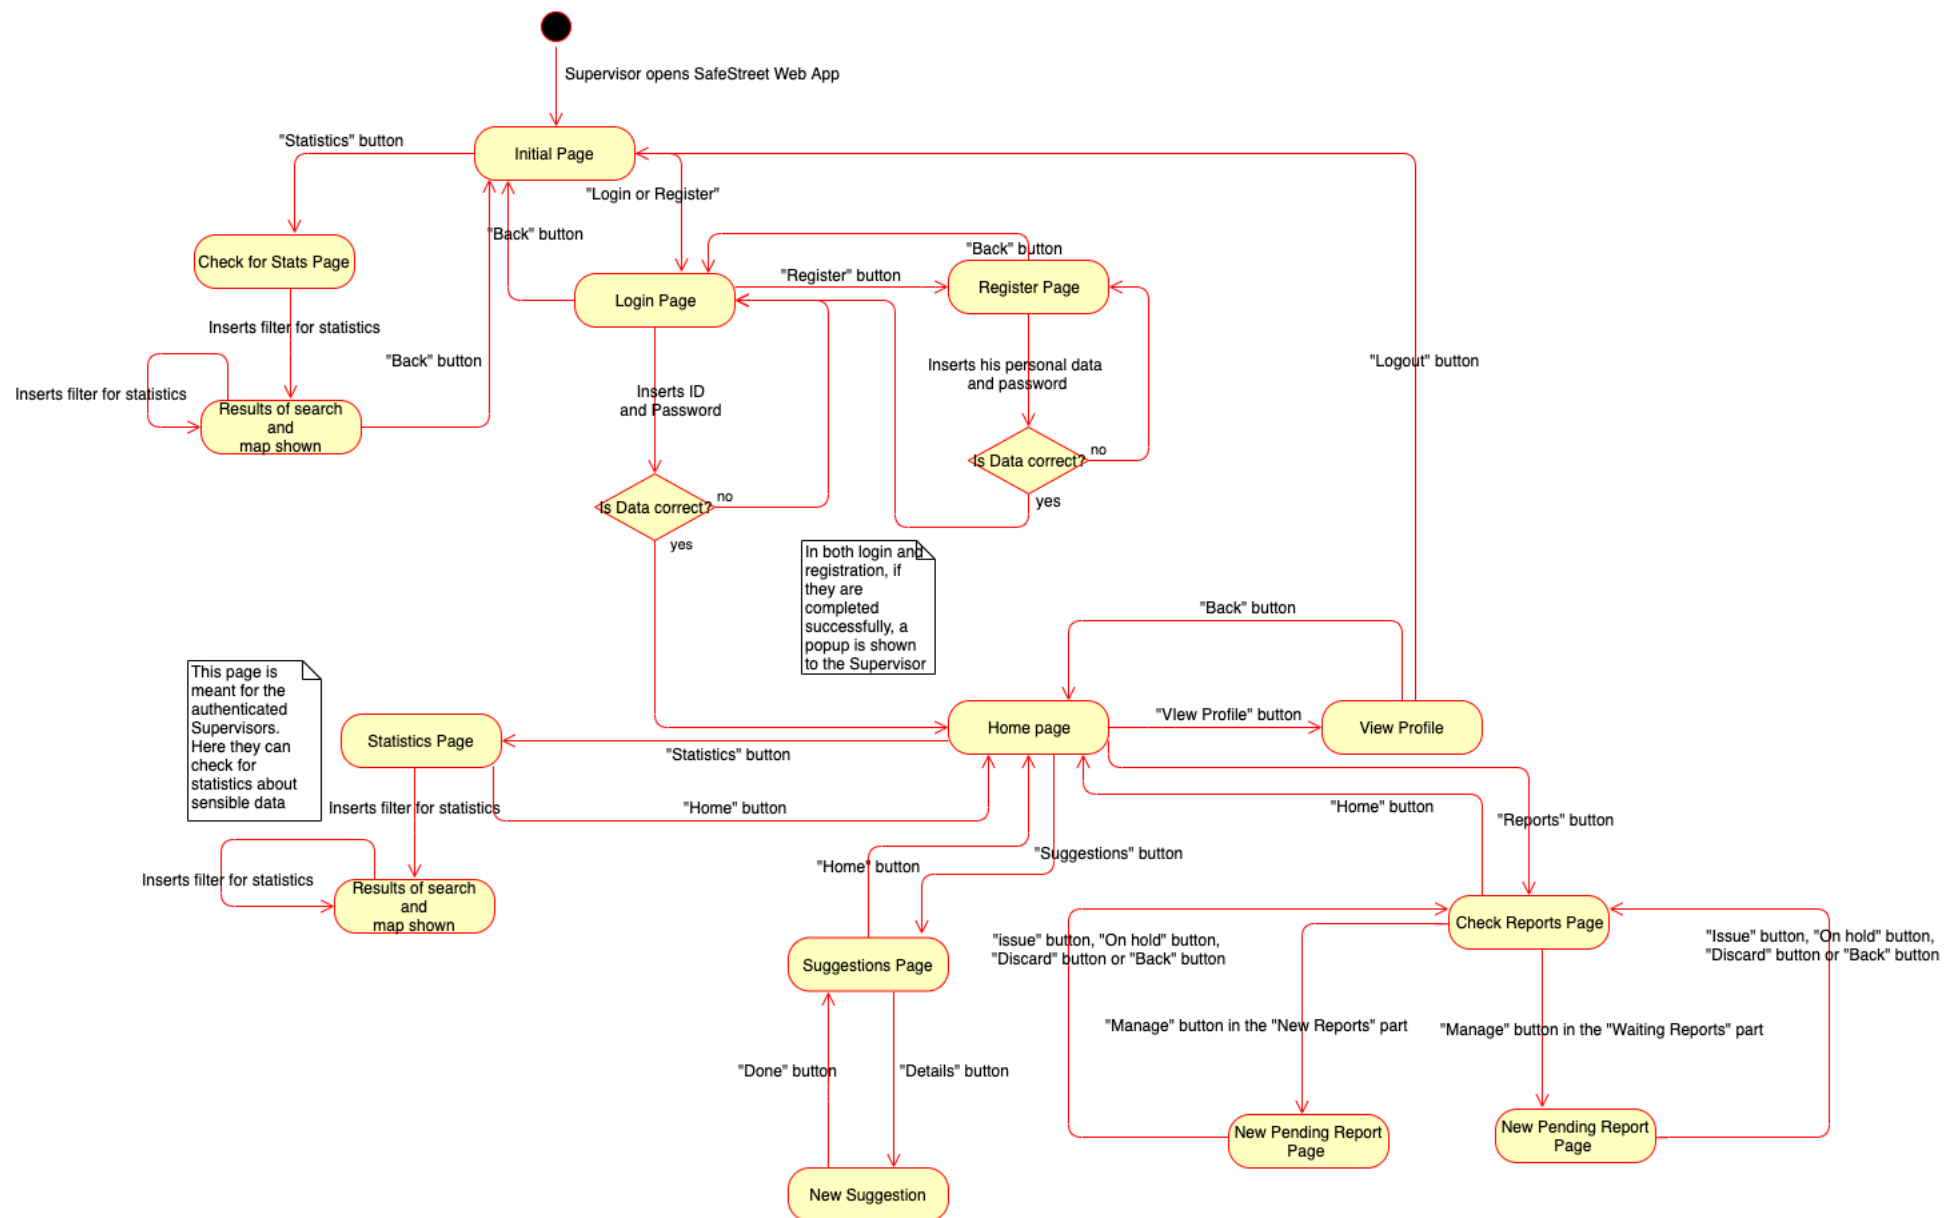 Supervisor opens SafeStreet Web App
"Statistics" button
Initial Page
"Login or Register"
"Back" button
"Back" button
Check for Stats Page
"Register" button
Register Page
Login Page
Inserts filter for statistics
"Back" button
"Logout" button
Inserts his personal data
and password
Inserts filter for statistics
Inserts ID
and Password
Results of search
and
map shown
Is Data correct?
no
yes
Is Data correct?
no
yes
In both login and
registration, if
they are
completed
successfully, a
popup is shown
to the Supervisor
"Back" button
This page is
meant for the
authenticated
Supervisors.
Here they can
check for
statistics about
sensible data
Statistics Page
"Statistics" button
Home page
"VIew Profile" button
View Profile
Inserts filter for statistics
"Home" button
"Home" button
"Reports" button
"Home" button
"Suggestions" button
Inserts filter for statistics
Results of search
and
map shown
Suggestions Page
"issue" button, "On hold" button,
"Discard" button or "Back" button
Check Reports Page
"Issue" button, "On hold" button,
"Discard" button or "Back" button
"Manage" button in the "New Reports" part
"Manage" button in the "Waiting Reports" part
"Done" button
"Details" button
New Pending Report
Page
New Pending Report
Page
New Suggestion